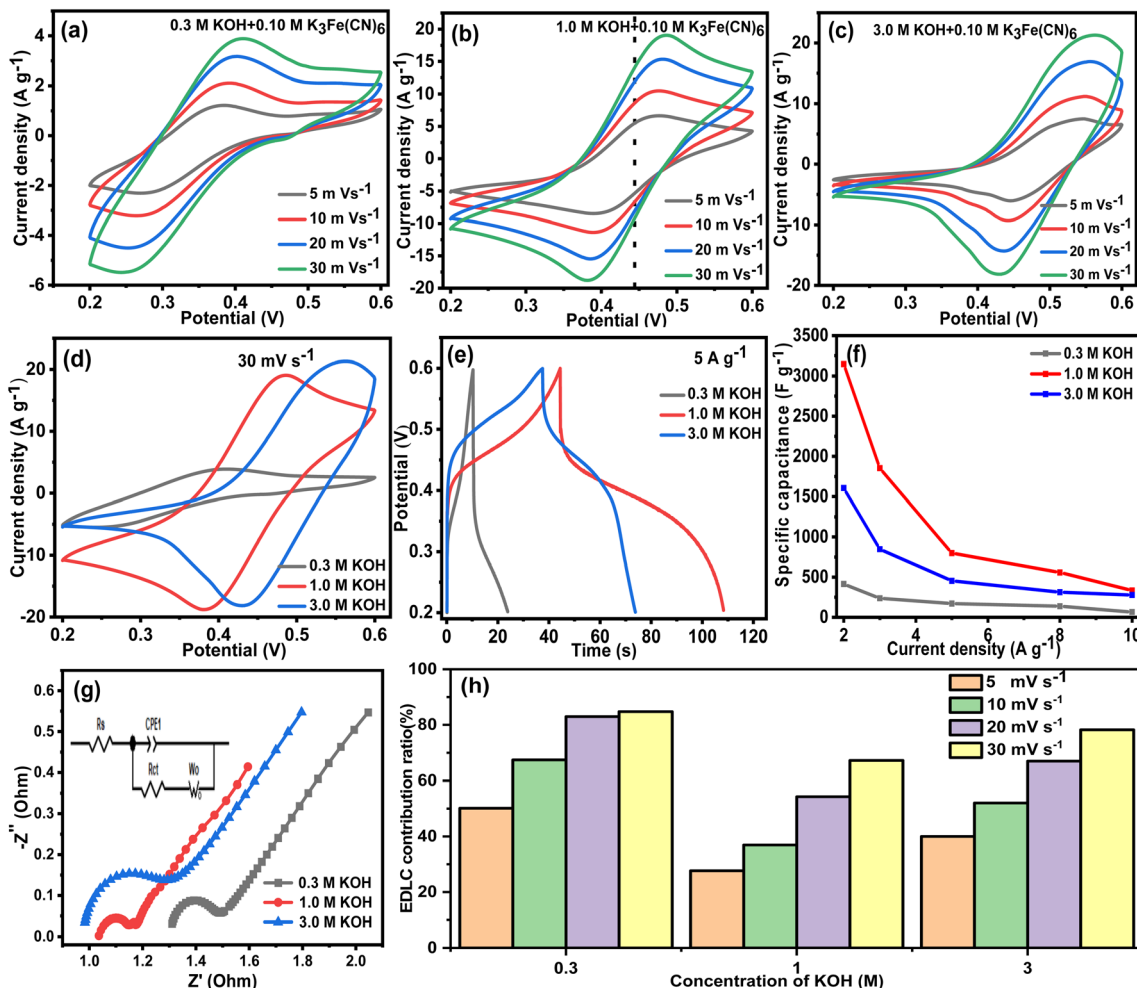 (a)
0.3 M KOH+0.10 M K3Fe(CN)6
Current density (A g-1)
6
4
2
0
-2
-4
-6
5 m Vs-1
10 m Vs-1
20 m Vs-1
30 m Vs-1
0.2 0.3 0.4 0.5 0.6
Potential (V)
(b)
1.0 M KOH+0.10 M K3Fe(CN)6
Current density (A g-1)
20
15
10
5
0
-5
-10
-15
-20
5 m Vs-1
10 m Vs-1
20 m Vs-1
30 m Vs-1
0.2 0.3 0.4 0.5 0.6
Potential (V)
(c)
3.0 M KOH+0.10 M K3Fe(CN)6
Current density (A g-1)
20
10
0
-10
-20
5 m Vs-1
10 m Vs-1
20 m Vs-1
30 m Vs-1
0.2 0.3 0.4 0.5 0.6
Potential (V)
(d)
30 mV s-1
Current density (A g-1)
20
10
0
-10
-20
0.3 M KOH
1.0 M KOH
3.0 M KOH
0.2 0.3 0.4 0.5 0.6
Potential (V)
(e)
5 A g-1
Potential (V)
0.6
0.5
0.4
0.3
0.2
0.3 M KOH
1.0 M KOH
3.0 M KOH
0 20 40 60 80 100 120
Time (s)
(f)
Specific capacitance (F g-1)
3500
3000
2500
2000
1500
1000
500
0
0.3 M KOH
1.0 M KOH
3.0 M KOH
2 4 6 8 10
Current density (A g-1)
(g)
-Z'' (Ohm)
0.6
0.5
0.4
0.3
0.2
0.1
0.0
Rs
CPE1
Rct
Wo
0.3 M KOH
1.0 M KOH
3.0 M KOH
1.0 1.2 1.4 1.6 1.8 2.0
Z' (Ohm)
(h)
EDLC contribution ratio(%)
100
80
60
40
20
0
5 mV s-1
10 mV s-1
20 mV s-1
30 mV s-1
0.3 1 3
Concentration of KOH (M)